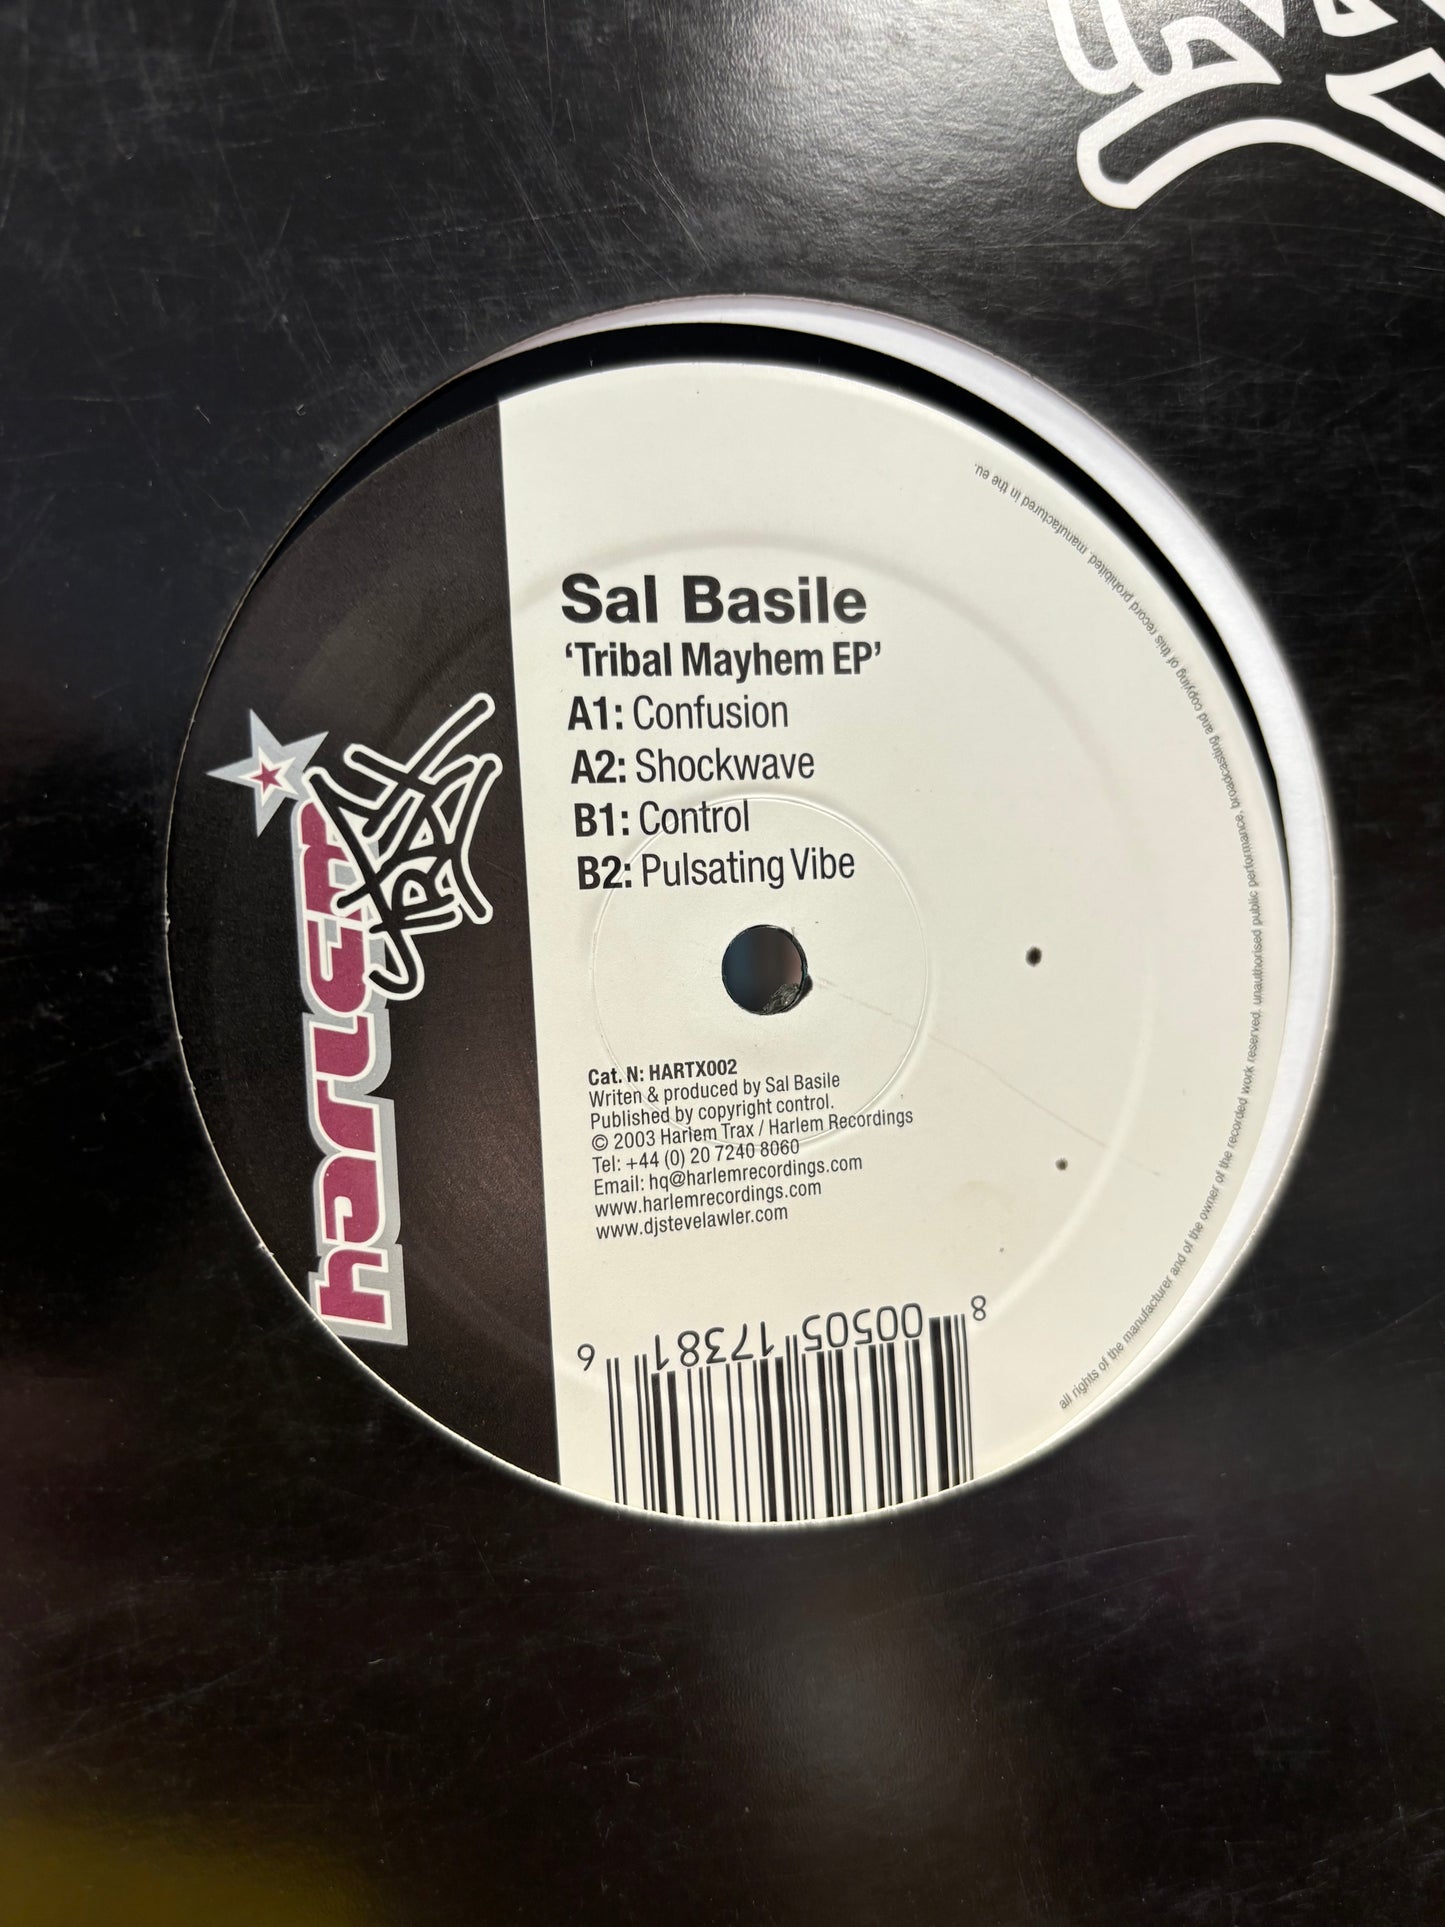 Sal Basile
‘Tribal Mayhem EP’
A1: Confusion
A2: Shockwave
B1: Control
B2: Pulsating Vibe
Cat. N: HARTX002
Writen & produced by Sal Basile
Published by copyright control.
© 2003 Harlem Trax / Harlem Recordings
Tel: +44 (0) 20 7240 8060
Email: hq@harlemrecordings.com
www.harlemrecordings.com
www.djstevelawler.com
harlem
TRAX
8 00505 17381 6
all rights of the manufacturer and of the owner of the recorded work reserved. unauthorised public performance, broadcasting and copying of this record prohibited. manufactured in the eu.